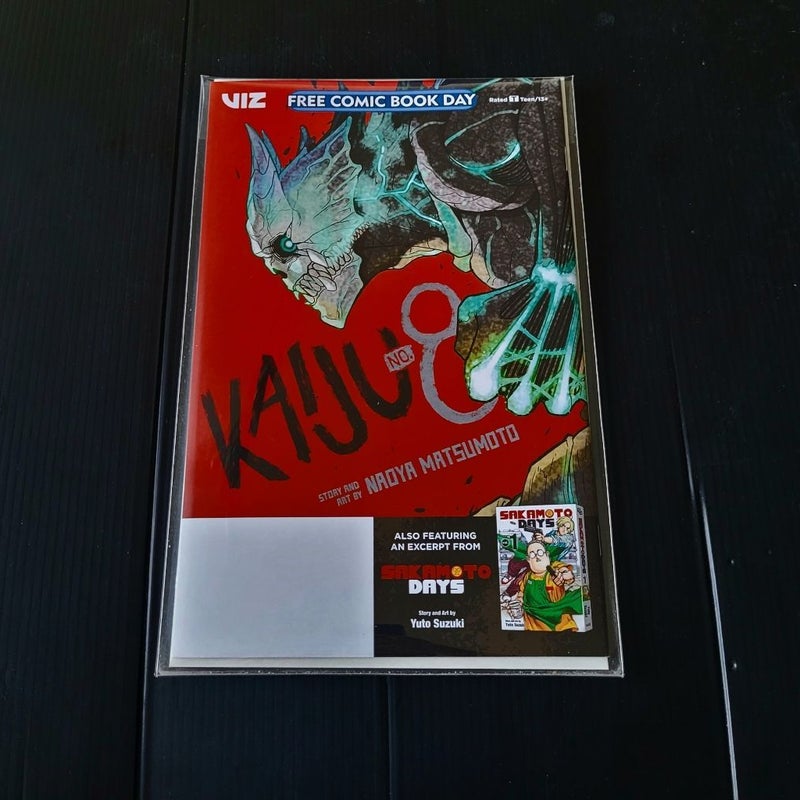 VIZ FREE COMIC BOOK DAY Rated T Teen/13+
KAIJU NO. 8
STORY AND
ART BY NAOYA MATSUMOTO
ALSO FEATURING
AN EXCERPT FROM
SAKAMOTO
DAYS
Story and Art by
Yuto Suzuki
SAKAMOTO
DAYS
1